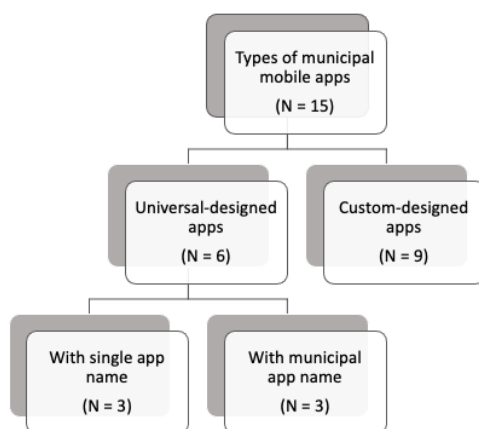 Types of municipal
mobile apps
(N = 15)
Universal-designed
apps
(N = 6)
Custom-designed
apps
(N = 9)
With single app
name
(N = 3)
With municipal
app name
(N = 3)